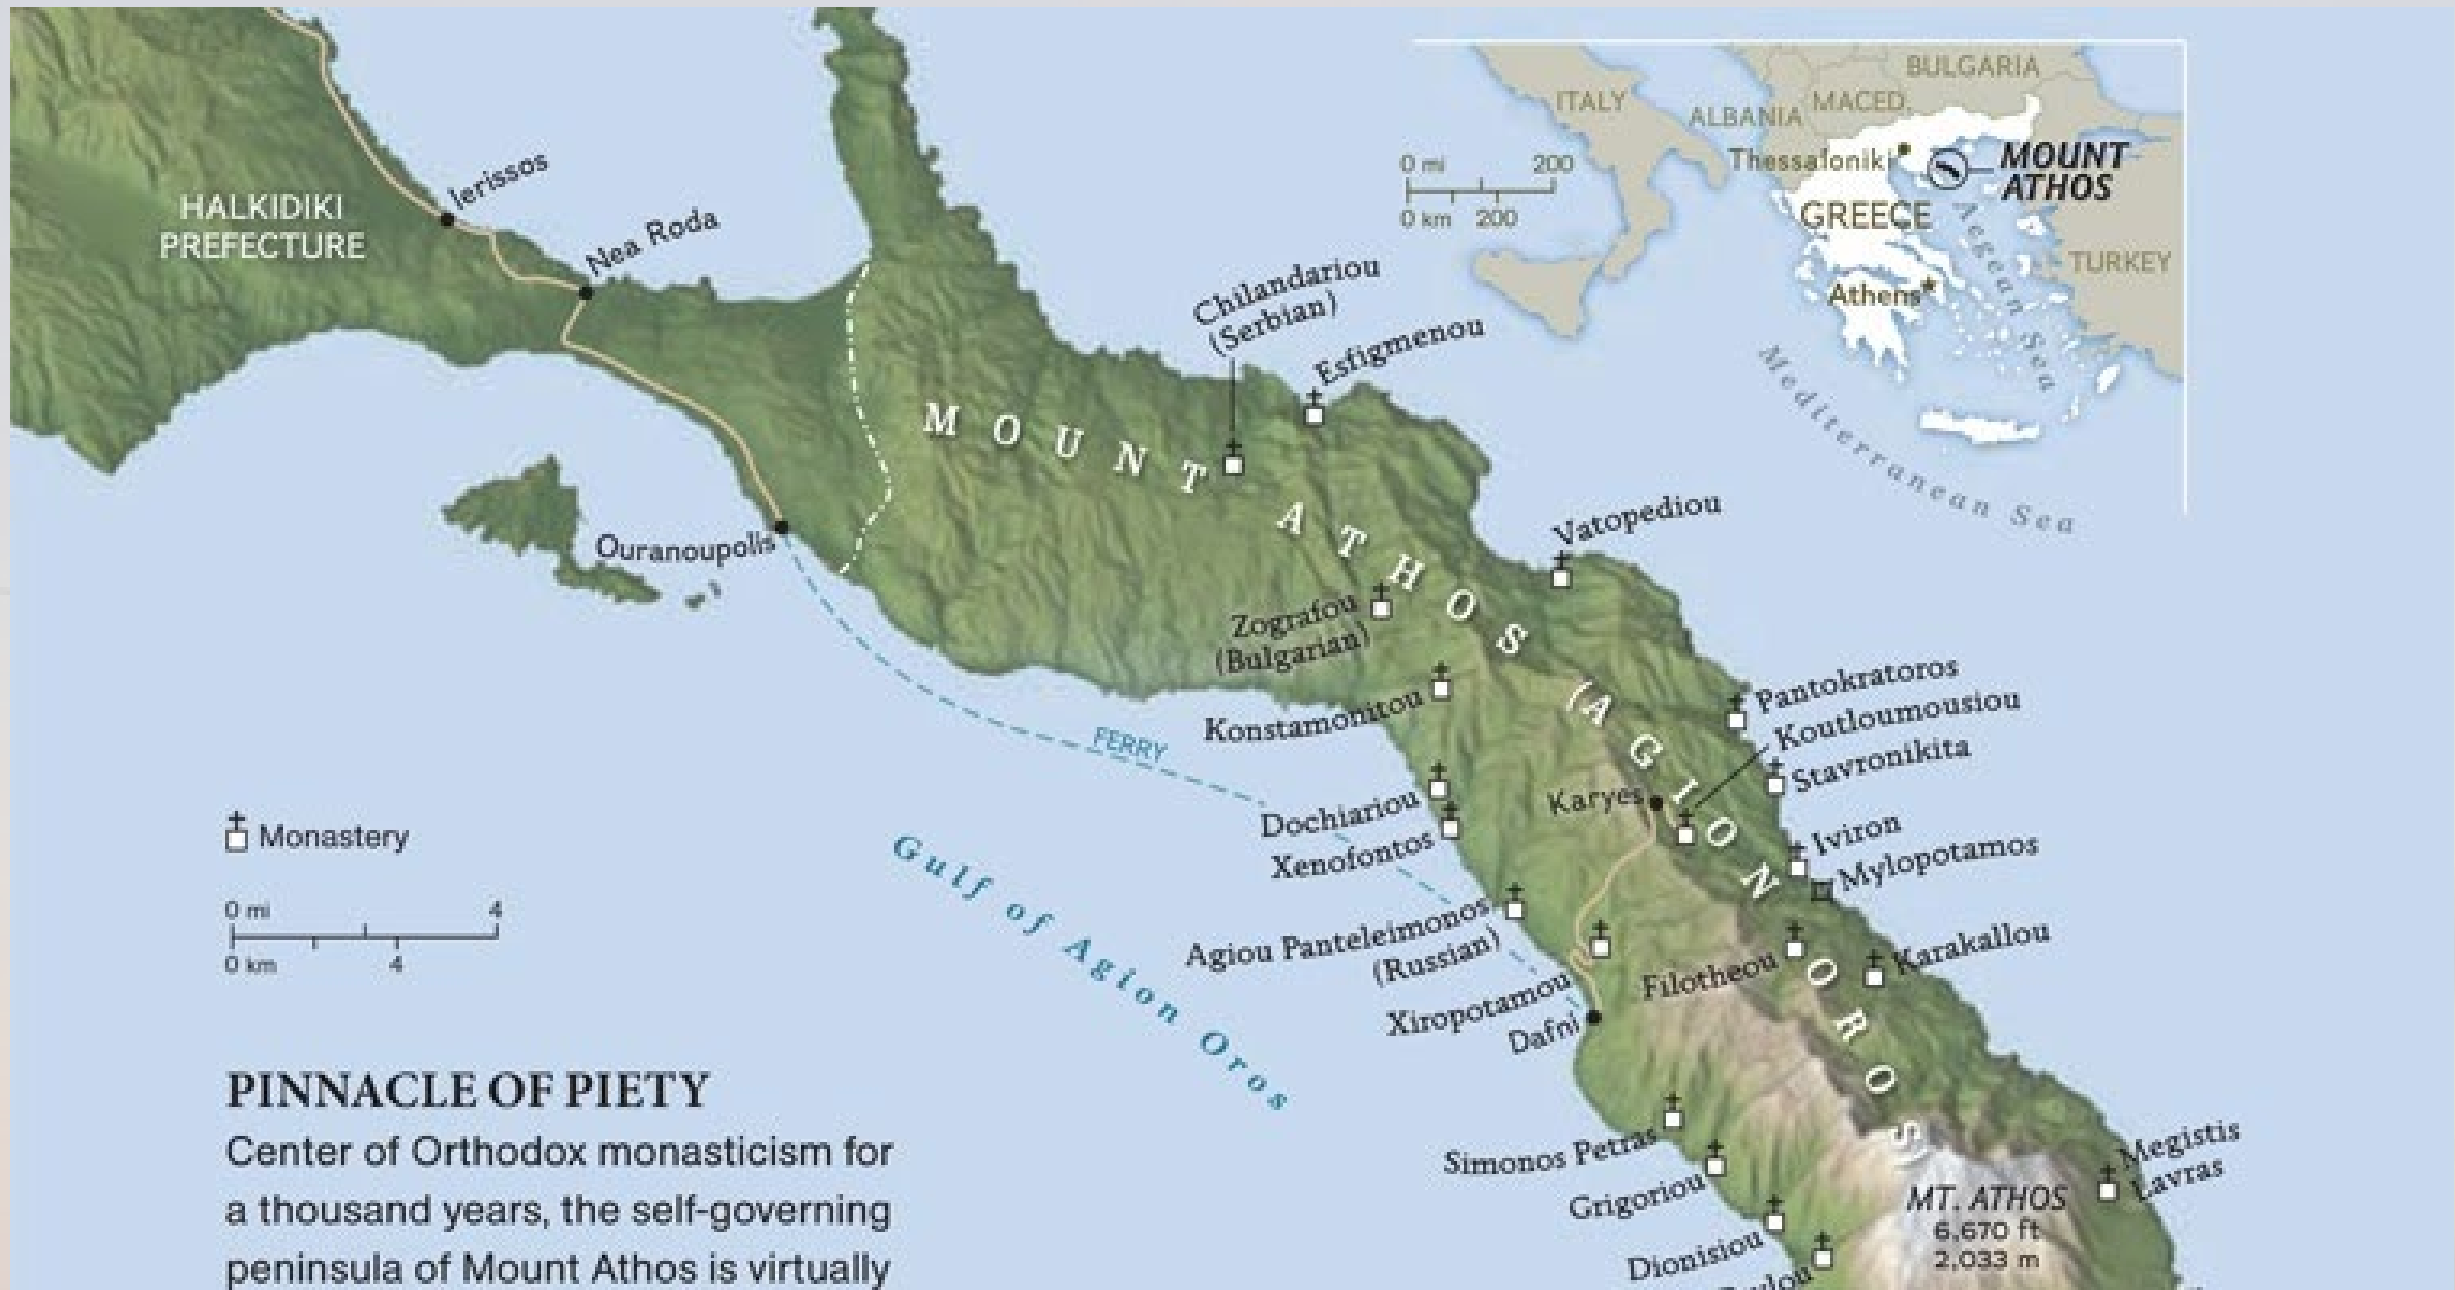 BULGARIA
ITALY
MACED.
ALBANIA
Thessaloniki
MOUNT
ATHOS
0 mi 200
0 km 200
GREECE
Aegean Sea
TURKEY
Athens
Mediterranean Sea
Ierissos
HALKIDIKI
PREFECTURE
Nea Roda
Chilandariou
(Serbian)
Esfigmenou
MOUNT ATHOS
(AGION OROS)
Vatopediou
Ouranoupolis
Zografou
(Bulgarian)
Konstamonitou
Pantokratoros
Koutloumousiou
Stavronikita
FERRY
Karyes
Dochiariou
Xenofontos
Iviron
Mylopotamos
Monastery
Gulf of Agion Oros
0 mi 4
0 km 4
Agiou Panteleimonos
(Russian)
Karakallou
Filotheou
Xiropotamou
Dafni
PINNACLE OF PIETY
Center of Orthodox monasticism for
a thousand years, the self-governing
peninsula of Mount Athos is virtually
Simonos Petras
Grigoriou
Megistis
Lavras
MT. ATHOS
6,670 ft
2,033 m
Dionisiou